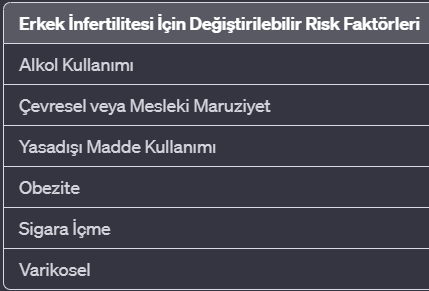 Erkek İnfertilitesi İçin Değiştirilebilir Risk Faktörleri
Alkol Kullanımı
Çevresel veya Mesleki Maruziyet
Yasadışı Madde Kullanımı
Obezite
Sigara İçme
Varikosel